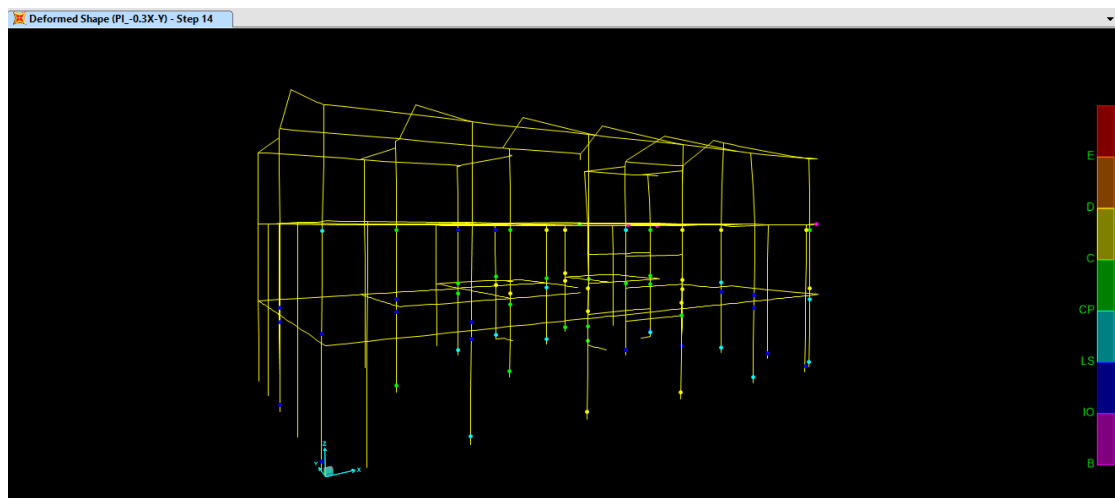 Deformed Shape (PI_-0.3X-Y) - Step 14
E
D
C
CP
LS
IO
B
Z
Y
X